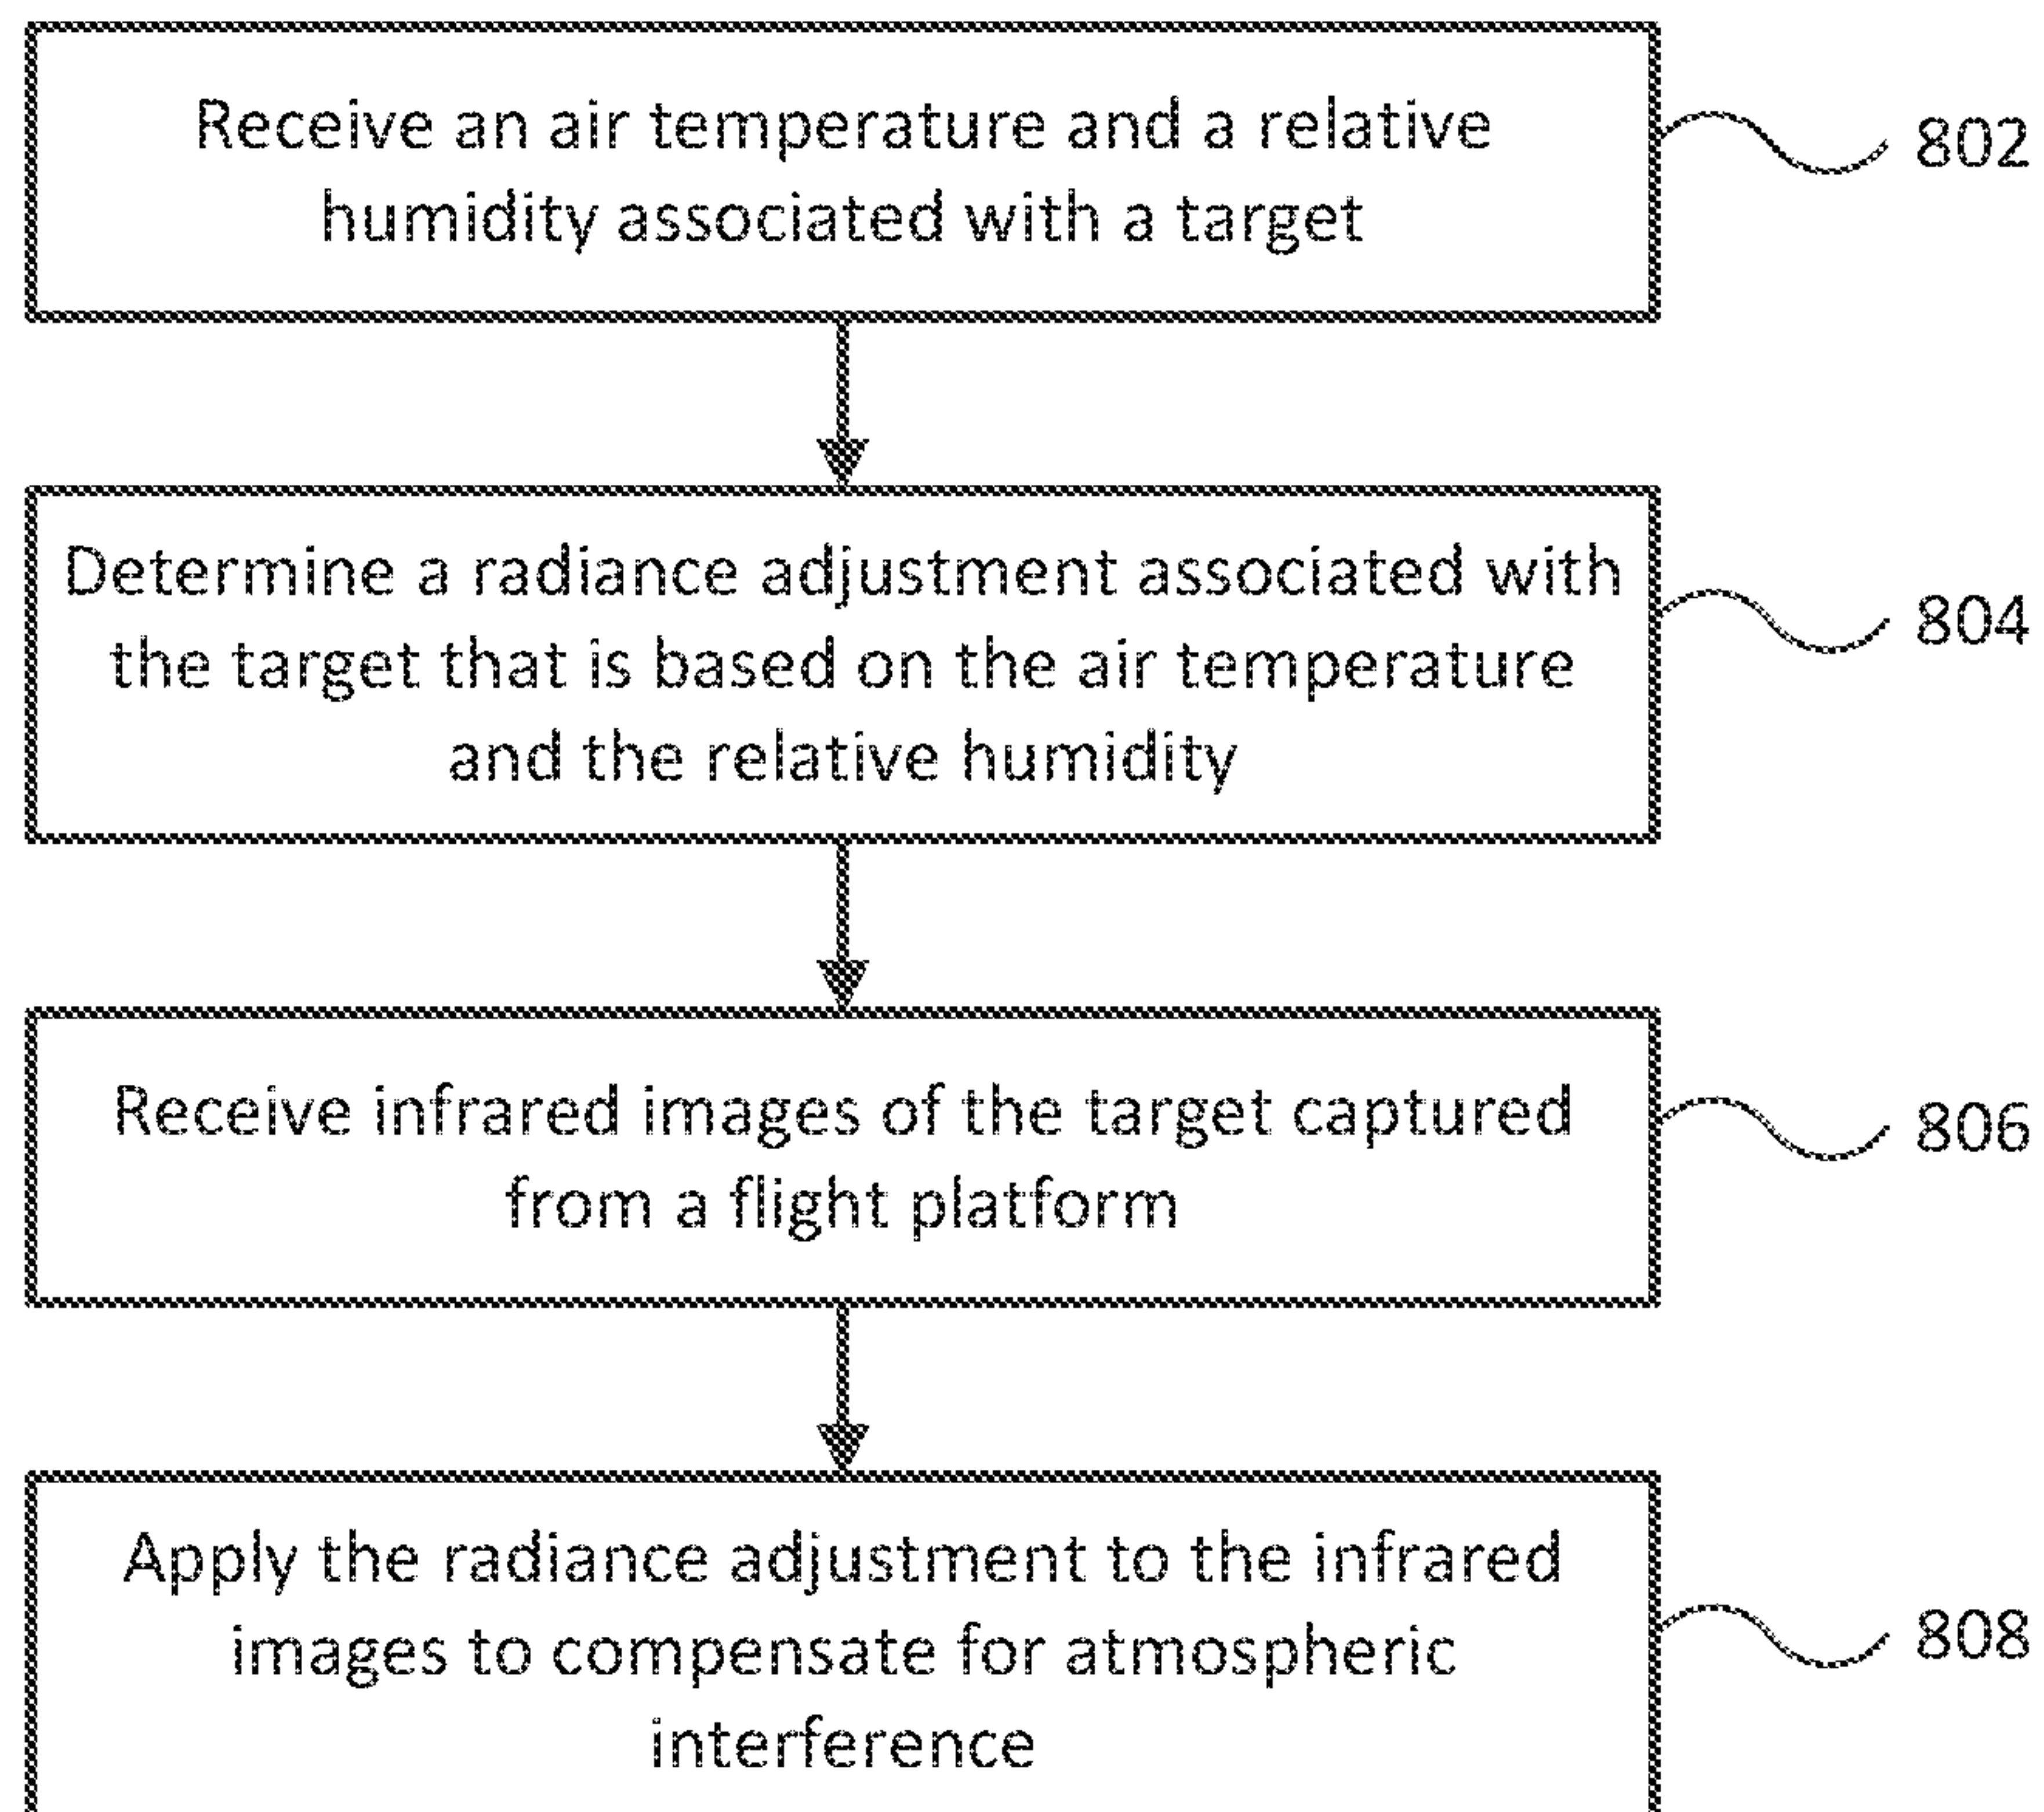 Receive an air temperature and a relative
humidity associated with a target
802
Determine a radiance adjustment associated with
the target that is based on the air temperature
and the relative humidity
804
Receive infrared images of the target captured
from a flight platform
806
Apply the radiance adjustment to the infrared
images to compensate for atmospheric
interference
808